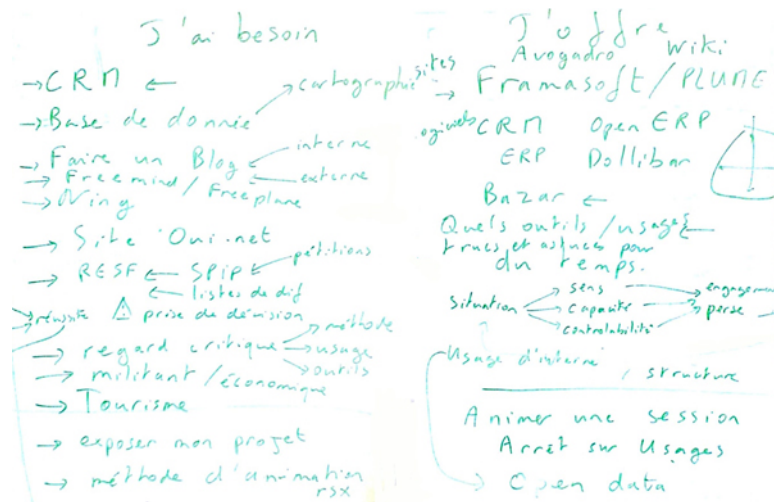 J'ai besoin
→ CRM ←
→ Base de donnée → cartographie
→ Faire un Blog ← interne
← externe
→ Freemind / Freeplane
→ Ning
→ Site Oui.net
→ RESF ← SPIP ← pétitions
← listes de dif
→ réussite ⚠ prise de décision
→ regard critique → méthode
→ usage
→ outils
→ militant / économique
→ Tourisme
→ exposer mon projet
→ méthode d'animation
rsx
J'offre
Avogadro Wiki
sites → Framasoft / PLUME
CRM Open ERP
ERP Dollibar
Bazar ←
Quels outils / usages ←
trucs et astuces pour
du temps.
situation → sens → engagemen
→ capacité → perse
→ controlabilité
Usage d'interne
, structure
Animer une session
Arrêt sur Usages
→ Open data